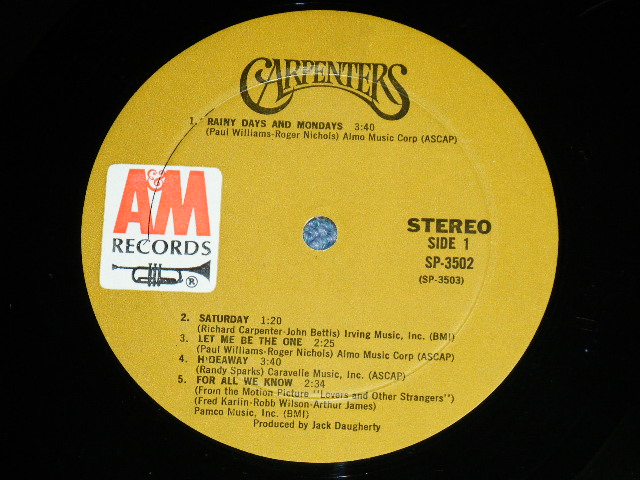 CARPENTERS
1. RAINY DAYS AND MONDAYS 3:40
(Paul Williams-Roger Nichols) Almo Music Corp (ASCAP)
A&M
RECORDS
®
STEREO
SIDE 1
SP-3502
(SP-3503)
2. SATURDAY 1:20
(Richard Carpenter-John Bettis) Irving Music, Inc. (BMI)
3. LET ME BE THE ONE 2:25
(Paul Williams-Roger Nichols) Almo Music Corp (ASCAP)
4. HIDEAWAY 3:40
(Randy Sparks) Caravelle Music, Inc. (ASCAP)
5. FOR ALL WE KNOW 2:34
(From the Motion Picture "Lovers and Other Strangers")
(Fred Karlin-Robb Wilson-Arthur James)
Pamco Music, Inc. (BMI)
Produced by Jack Daugherty